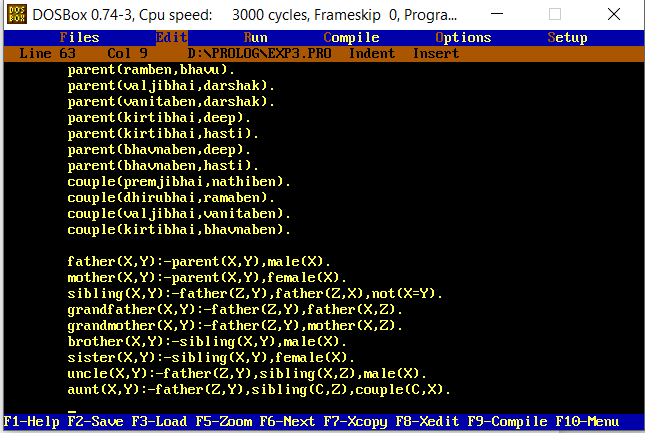 DOSBox 0.74-3, Cpu speed: 3000 cycles, Frameskip 0, Progra...
Files Edit Run Compile Options Setup
Line 63 Col 9 D:\PROLOG\EXP3.PRO Indent Insert
parent(ramben,bhavu).
parent(valjibhai,darshak).
parent(vanitaben,darshak).
parent(kirtibhai,deep).
parent(kirtibhai,hasti).
parent(bhavnaben,deep).
parent(bhavnaben,hasti).
couple(premjibhai,nathiben).
couple(dhirubhai,ramaben).
couple(valjibhai,vanitaben).
couple(kirtibhai,bhavnaben).
father(X,Y):-parent(X,Y),male(X).
mother(X,Y):-parent(X,Y),female(X).
sibling(X,Y):-father(Z,Y),father(Z,X),not(X=Y).
grandfather(X,Y):-father(Z,Y),father(X,Z).
grandmother(X,Y):-father(Z,Y),mother(X,Z).
brother(X,Y):-sibling(X,Y),male(X).
sister(X,Y):-sibling(X,Y),female(X).
uncle(X,Y):-father(Z,Y),sibling(X,Z),male(X).
aunt(X,Y):-father(Z,Y),sibling(C,Z),couple(C,X).
F1-Help F2-Save F3-Load F5-Zoom F6-Next F7-Xcopy F8-Xedit F9-Compile F10-Menu